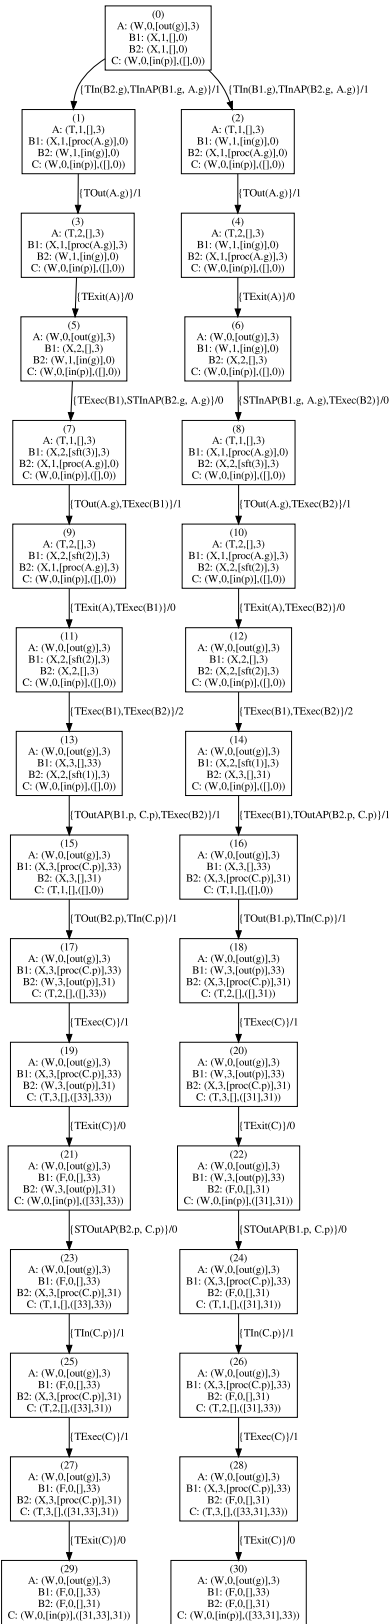 (0)
A: (W,0,[out(g)],3)
B1: (X,1,[],0)
B2: (X,1,[],0)
C: (W,0,[in(p)],([],0))
{TIn(B2.g),TInAP(B1.g, A.g)}/1
{TIn(B1.g),TInAP(B2.g, A.g)}/1
(1)
A: (T,1,[],3)
B1: (X,1,[proc(A.g)],0)
B2: (W,1,[in(g)],0)
C: (W,0,[in(p)],([],0))
(2)
A: (T,1,[],3)
B1: (W,1,[in(g)],0)
B2: (X,1,[proc(A.g)],0)
C: (W,0,[in(p)],([],0))
{TOut(A.g)}/1
{TOut(A.g)}/1
(3)
A: (T,2,[],3)
B1: (X,1,[proc(A.g)],3)
B2: (W,1,[in(g)],0)
C: (W,0,[in(p)],([],0))
(4)
A: (T,2,[],3)
B1: (W,1,[in(g)],0)
B2: (X,1,[proc(A.g)],3)
C: (W,0,[in(p)],([],0))
{TExit(A)}/0
{TExit(A)}/0
(5)
A: (W,0,[out(g)],3)
B1: (X,2,[],3)
B2: (W,1,[in(g)],0)
C: (W,0,[in(p)],([],0))
(6)
A: (W,0,[out(g)],3)
B1: (W,1,[in(g)],0)
B2: (X,2,[],3)
C: (W,0,[in(p)],([],0))
{TExec(B1),STInAP(B2.g, A.g)}/0
{STInAP(B1.g, A.g),TExec(B2)}/0
(7)
A: (T,1,[],3)
B1: (X,2,[sft(3)],3)
B2: (X,1,[proc(A.g)],0)
C: (W,0,[in(p)],([],0))
(8)
A: (T,1,[],3)
B1: (X,1,[proc(A.g)],0)
B2: (X,2,[sft(3)],3)
C: (W,0,[in(p)],([],0))
{TOut(A.g),TExec(B1)}/1
{TOut(A.g),TExec(B2)}/1
(9)
A: (T,2,[],3)
B1: (X,2,[sft(2)],3)
B2: (X,1,[proc(A.g)],3)
C: (W,0,[in(p)],([],0))
(10)
A: (T,2,[],3)
B1: (X,1,[proc(A.g)],3)
B2: (X,2,[sft(2)],3)
C: (W,0,[in(p)],([],0))
{TExit(A),TExec(B1)}/0
{TExit(A),TExec(B2)}/0
(11)
A: (W,0,[out(g)],3)
B1: (X,2,[sft(2)],3)
B2: (X,2,[],3)
C: (W,0,[in(p)],([],0))
(12)
A: (W,0,[out(g)],3)
B1: (X,2,[],3)
B2: (X,2,[sft(2)],3)
C: (W,0,[in(p)],([],0))
{TExec(B1),TExec(B2)}/2
{TExec(B1),TExec(B2)}/2
(13)
A: (W,0,[out(g)],3)
B1: (X,3,[],33)
B2: (X,2,[sft(1)],3)
C: (W,0,[in(p)],([],0))
(14)
A: (W,0,[out(g)],3)
B1: (X,2,[sft(1)],3)
B2: (X,3,[],31)
C: (W,0,[in(p)],([],0))
{TOutAP(B1.p, C.p),TExec(B2)}/1
{TExec(B1),TOutAP(B2.p, C.p)}/1
(15)
A: (W,0,[out(g)],3)
B1: (X,3,[proc(C.p)],33)
B2: (X,3,[],31)
C: (T,1,[],([],0))
(16)
A: (W,0,[out(g)],3)
B1: (X,3,[],33)
B2: (X,3,[proc(C.p)],31)
C: (T,1,[],([],0))
{TOut(B2.p),TIn(C.p)}/1
{TOut(B1.p),TIn(C.p)}/1
(17)
A: (W,0,[out(g)],3)
B1: (X,3,[proc(C.p)],33)
B2: (W,3,[out(p)],31)
C: (T,2,[],([],33))
(18)
A: (W,0,[out(g)],3)
B1: (W,3,[out(p)],33)
B2: (X,3,[proc(C.p)],31)
C: (T,2,[],([],31))
{TExec(C)}/1
{TExec(C)}/1
(19)
A: (W,0,[out(g)],3)
B1: (X,3,[proc(C.p)],33)
B2: (W,3,[out(p)],31)
C: (T,3,[],([33],33))
(20)
A: (W,0,[out(g)],3)
B1: (W,3,[out(p)],33)
B2: (X,3,[proc(C.p)],31)
C: (T,3,[],([31],31))
{TExit(C)}/0
{TExit(C)}/0
(21)
A: (W,0,[out(g)],3)
B1: (F,0,[],33)
B2: (W,3,[out(p)],31)
C: (W,0,[in(p)],([33],33))
(22)
A: (W,0,[out(g)],3)
B1: (W,3,[out(p)],33)
B2: (F,0,[],31)
C: (W,0,[in(p)],([31],31))
{STOutAP(B2.p, C.p)}/0
{STOutAP(B1.p, C.p)}/0
(23)
A: (W,0,[out(g)],3)
B1: (F,0,[],33)
B2: (X,3,[proc(C.p)],31)
C: (T,1,[],([33],33))
(24)
A: (W,0,[out(g)],3)
B1: (X,3,[proc(C.p)],33)
B2: (F,0,[],31)
C: (T,1,[],([31],31))
{TIn(C.p)}/1
{TIn(C.p)}/1
(25)
A: (W,0,[out(g)],3)
B1: (F,0,[],33)
B2: (X,3,[proc(C.p)],31)
C: (T,2,[],([33],31))
(26)
A: (W,0,[out(g)],3)
B1: (X,3,[proc(C.p)],33)
B2: (F,0,[],31)
C: (T,2,[],([31],33))
{TExec(C)}/1
{TExec(C)}/1
(27)
A: (W,0,[out(g)],3)
B1: (F,0,[],33)
B2: (X,3,[proc(C.p)],31)
C: (T,3,[],([31,33],31))
(28)
A: (W,0,[out(g)],3)
B1: (X,3,[proc(C.p)],33)
B2: (F,0,[],31)
C: (T,3,[],([33,31],33))
{TExit(C)}/0
{TExit(C)}/0
(29)
A: (W,0,[out(g)],3)
B1: (F,0,[],33)
B2: (F,0,[],31)
C: (W,0,[in(p)],([31,33],31))
(30)
A: (W,0,[out(g)],3)
B1: (F,0,[],33)
B2: (F,0,[],31)
C: (W,0,[in(p)],([33,31],33))